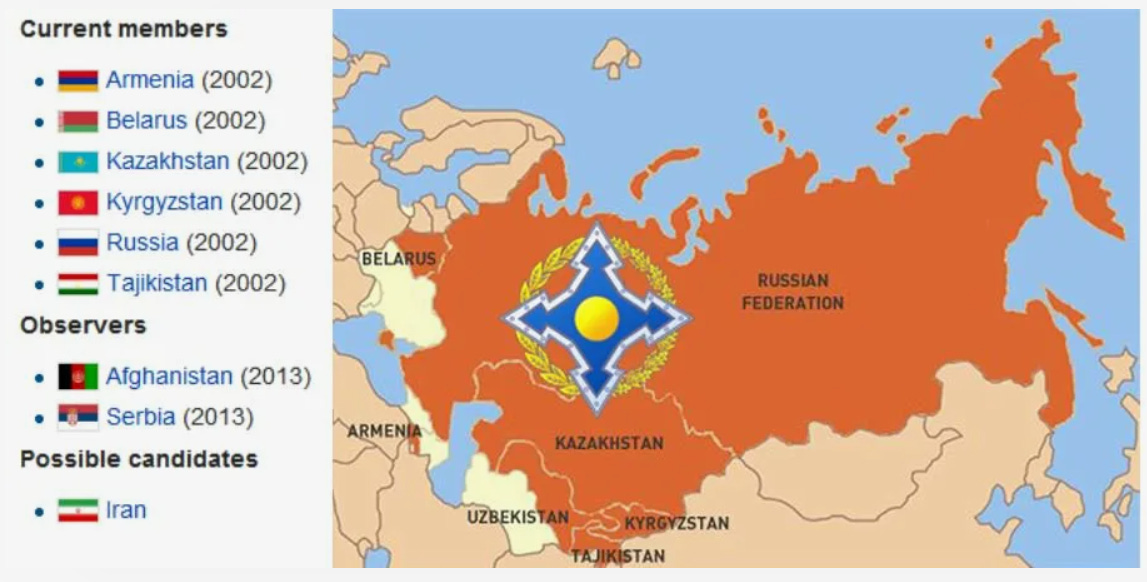 Current members
Armenia (2002)
Belarus (2002)
Kazakhstan (2002)
Kyrgyzstan (2002)
Russia (2002)
Tajikistan (2002)
Observers
Afghanistan (2013)
Serbia (2013)
Possible candidates
Iran
BELARUS
RUSSIAN
FEDERATION
ARMENIA
KAZAKHSTAN
UZBEKISTAN
KYRGYZSTAN
TAJIKISTAN